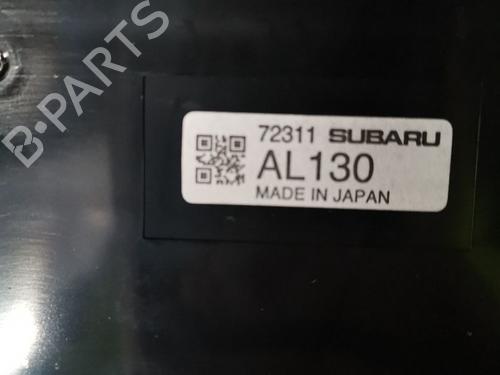 B-PARTS
72311 SUBARU
AL130
MADE IN JAPAN